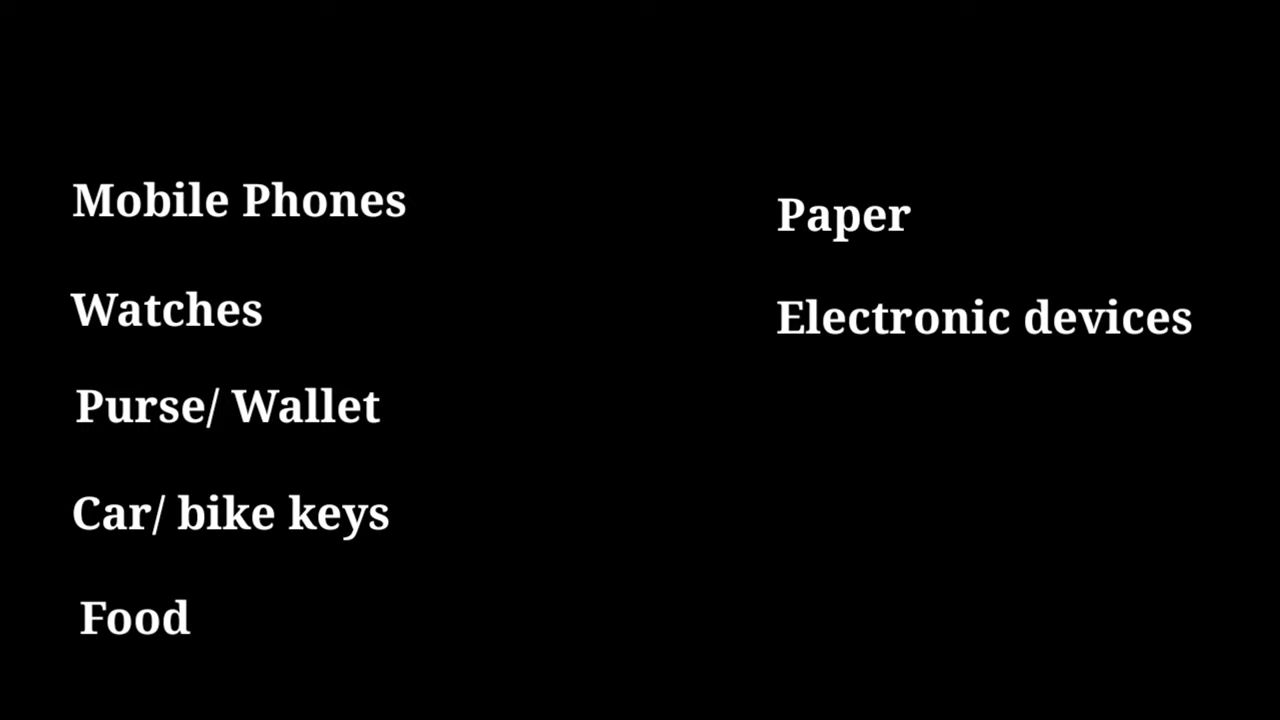 Mobile Phones
Watches
Purse/ Wallet
Car/ bike keys
Food
Paper
Electronic devices